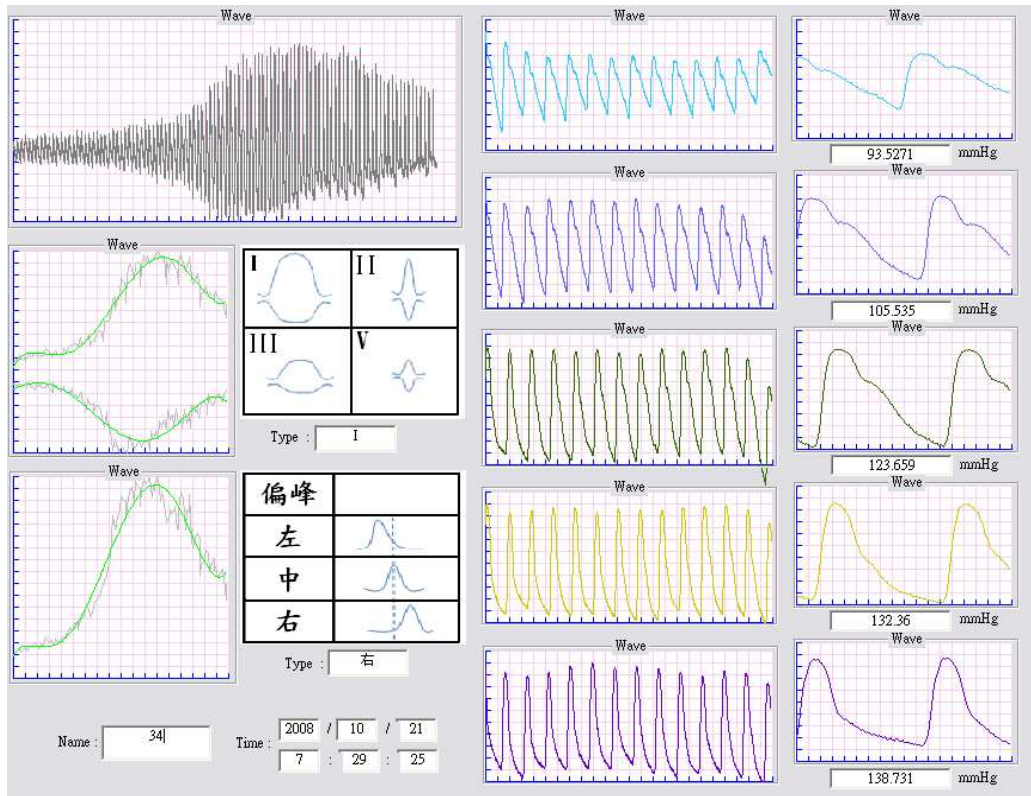 Wave
Wave
I
II
III
V
Type : I
Wave
偏峰
左
中
右
Type : 右
Name : 34
Time : 2008 / 10 / 21
7 : 29 : 25
Wave
Wave
Wave
Wave
Wave
Wave
93.5271 mmHg
Wave
105.535 mmHg
Wave
123.659 mmHg
Wave
132.36 mmHg
Wave
138.731 mmHg